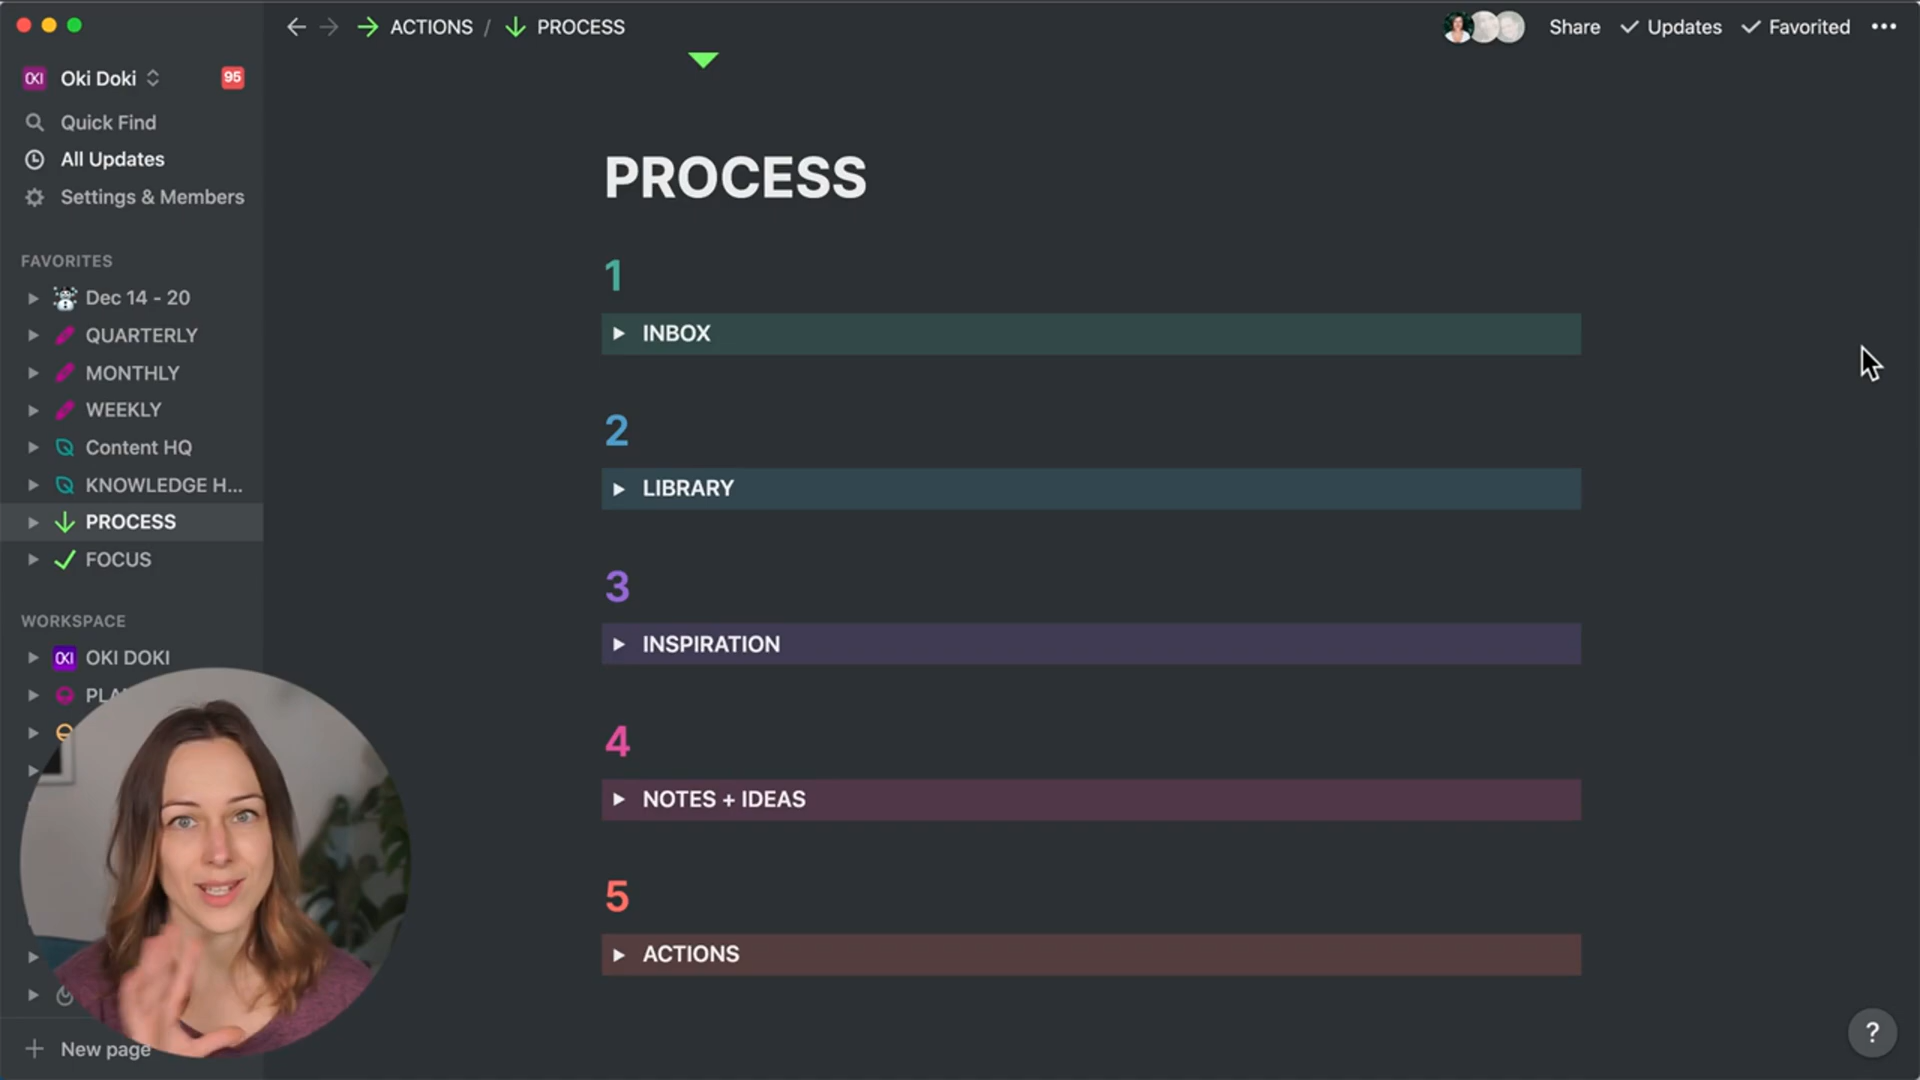 ACTIONS / PROCESS
Share Updates Favorited
OKI Oki Doki 95
Quick Find
All Updates
Settings & Members
FAVORITES
Dec 14 - 20
QUARTERLY
MONTHLY
WEEKLY
Content HQ
KNOWLEDGE H...
PROCESS
FOCUS
WORKSPACE
OKI OKI DOKI
New page
PROCESS
1
INBOX
2
LIBRARY
3
INSPIRATION
4
NOTES + IDEAS
5
ACTIONS
?